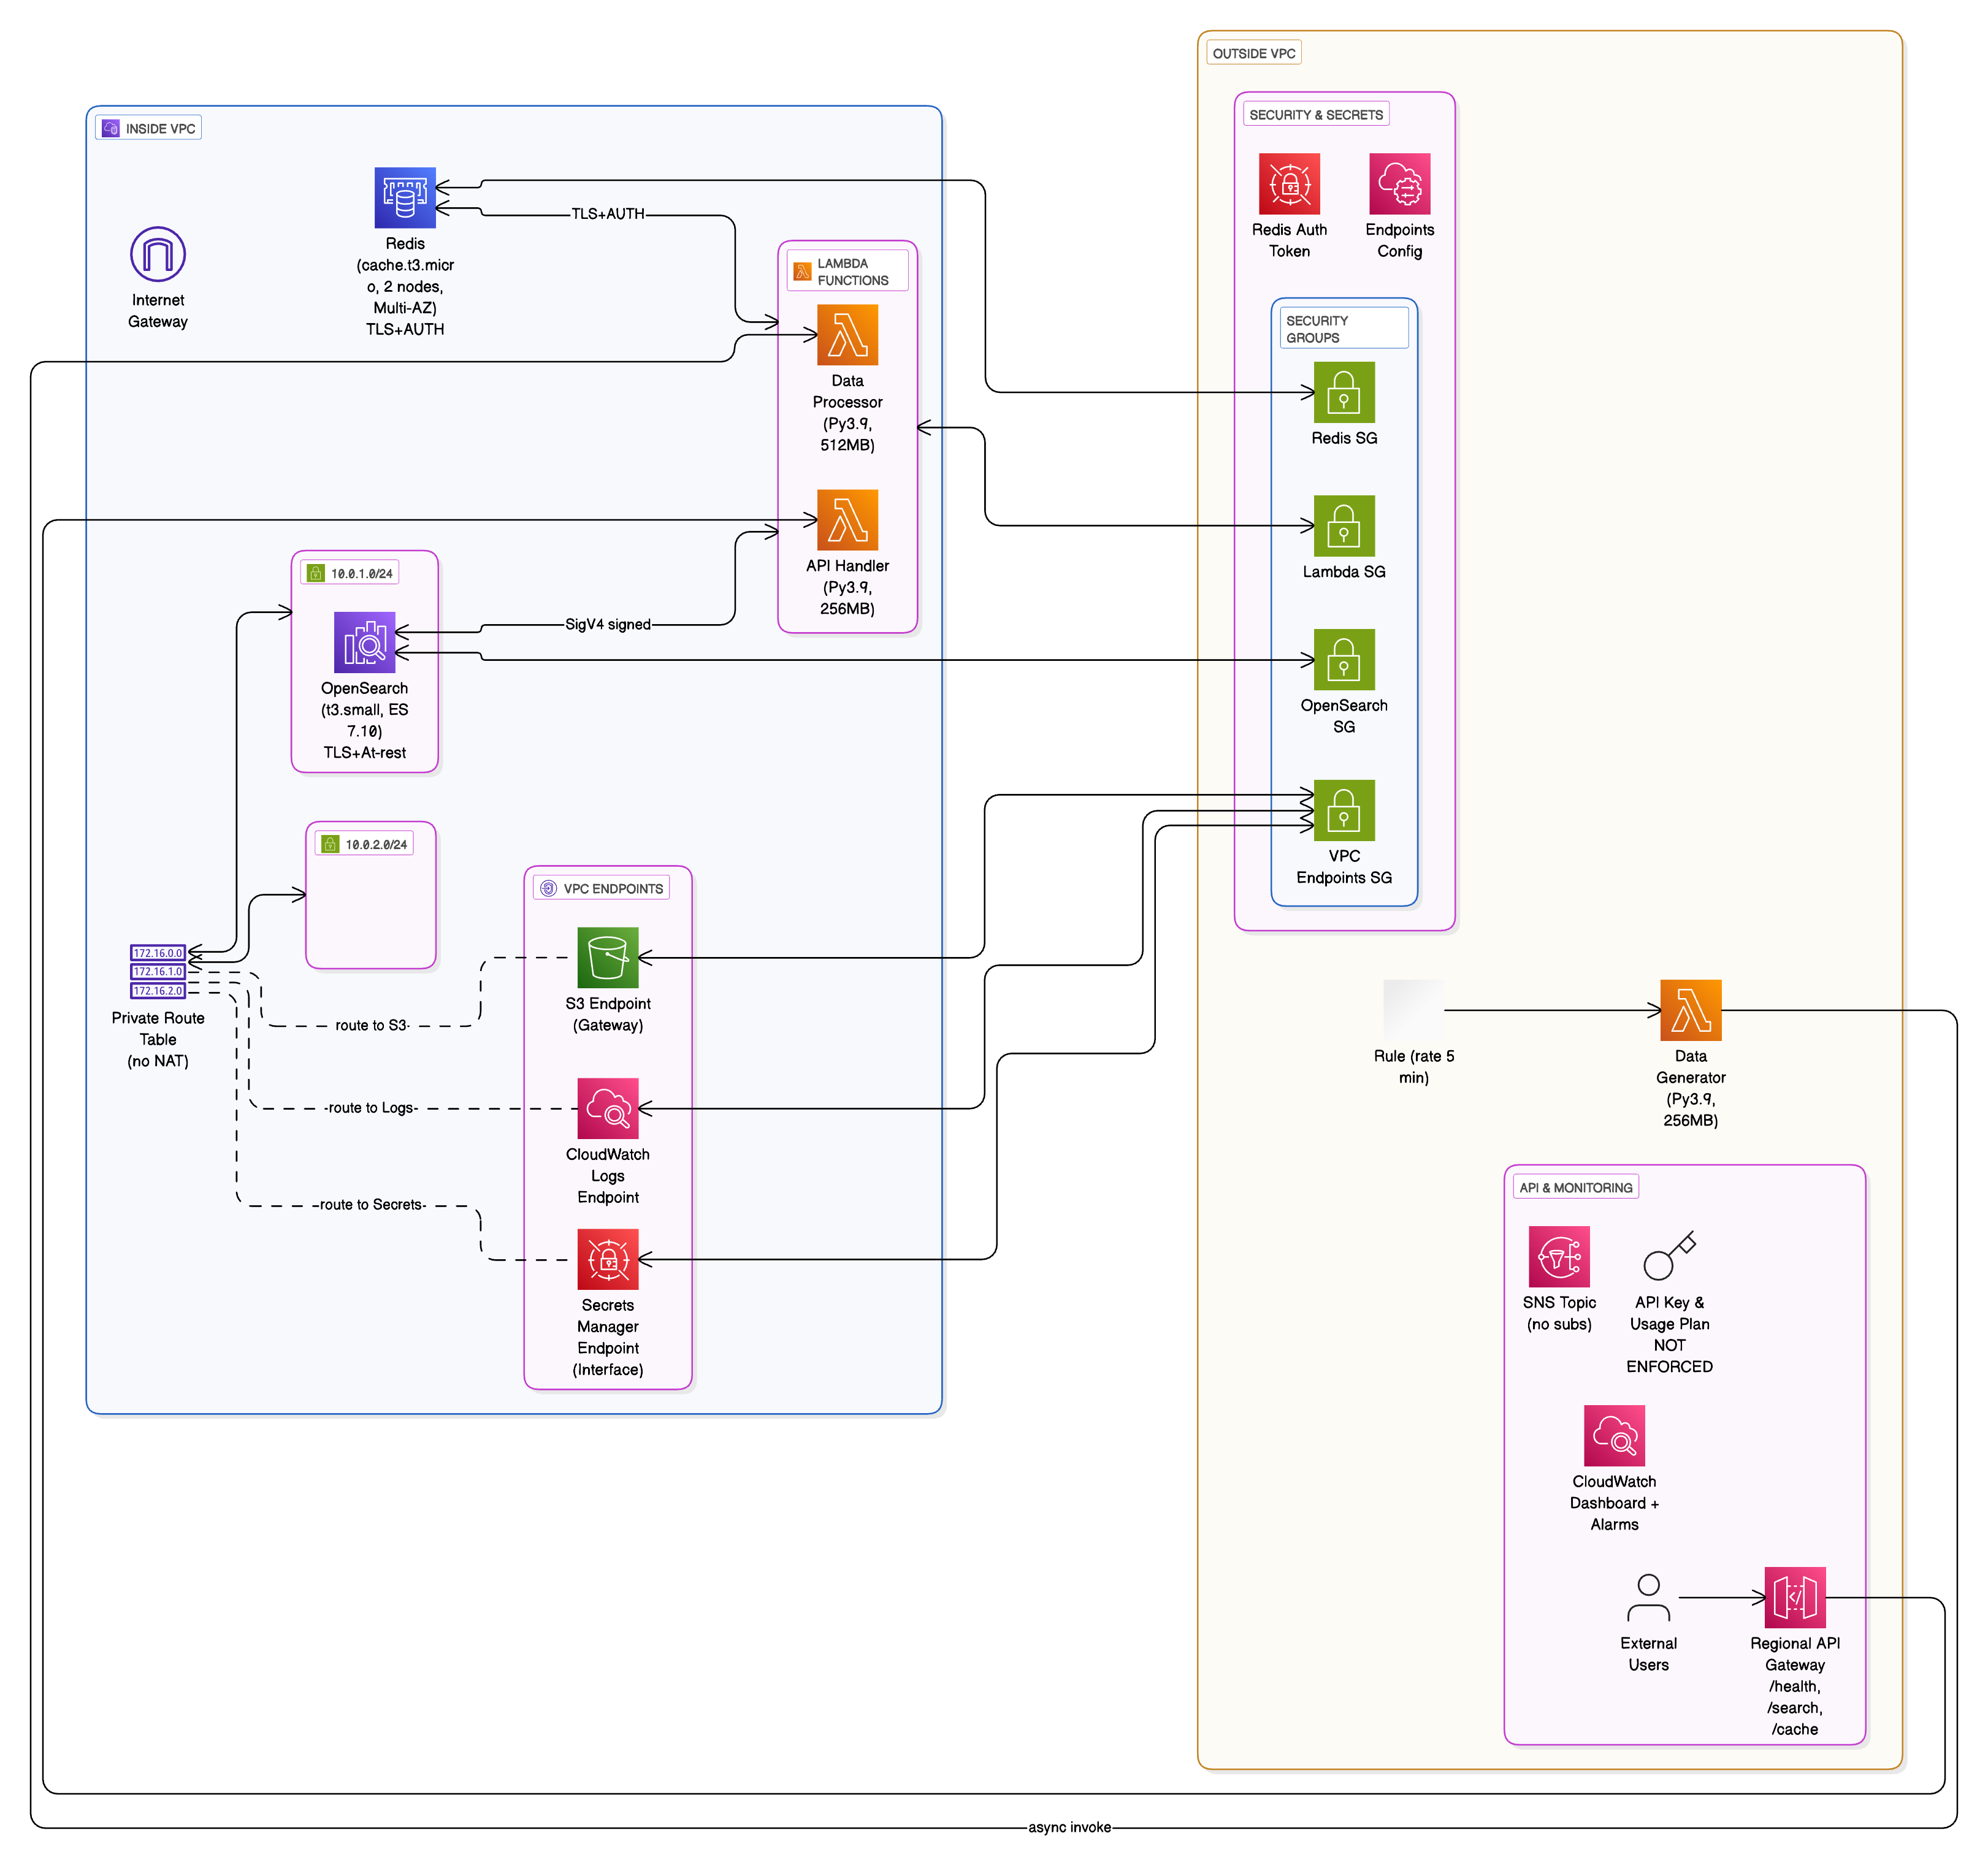 OUTSIDE VPC
SECURITY & SECRETS
Redis Auth
Token
Endpoints
Config
SECURITY
GROUPS
Redis SG
Lambda SG
OpenSearch
SG
VPC
Endpoints SG
INSIDE VPC
Internet
Gateway
Redis
(cache.t3.micr
o, 2 nodes,
Multi-AZ)
TLS+AUTH
TLS+AUTH
LAMBDA
FUNCTIONS
Data
Processor
(Py3.9,
512MB)
API Handler
(Py3.9,
256MB)
10.0.1.0/24
OpenSearch
(t3.small, ES
7.10)
TLS+At-rest
SigV4 signed
10.0.2.0/24
172.16.0.0
172.16.1.0
172.16.2.0
Private Route
Table
(no NAT)
VPC ENDPOINTS
S3 Endpoint
(Gateway)
route to S3
CloudWatch
Logs
Endpoint
route to Logs
Secrets
Manager
Endpoint
(Interface)
route to Secrets
Rule (rate 5
min)
Data
Generator
(Py3.9,
256MB)
API & MONITORING
SNS Topic
(no subs)
API Key &
Usage Plan
NOT
ENFORCED
CloudWatch
Dashboard +
Alarms
External
Users
Regional API
Gateway
/health,
/search,
/cache
async invoke